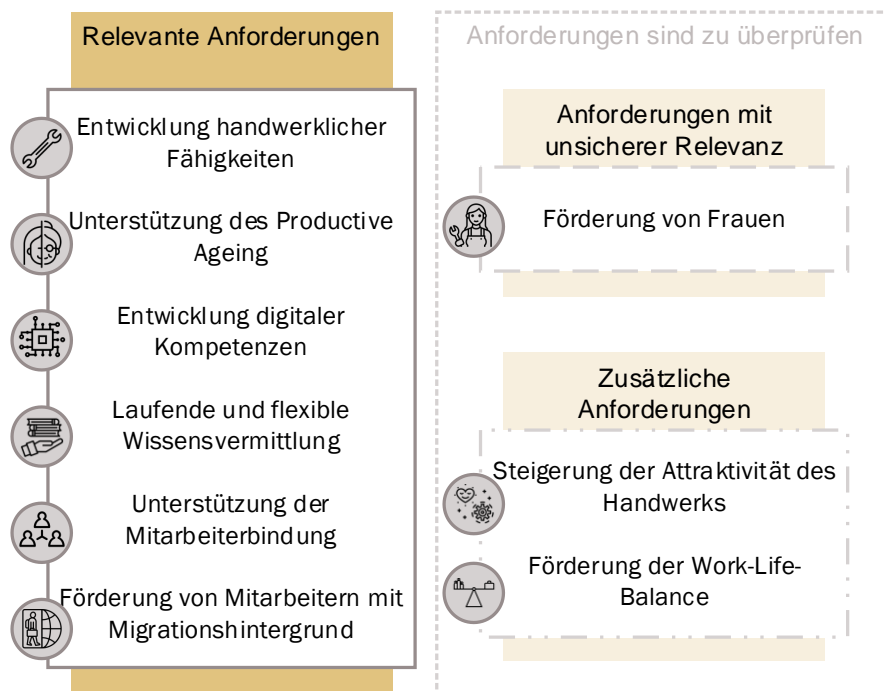 Relevante Anforderungen
Entwicklung handwerklicher
Fähigkeiten
Unterstützung des Productive
Ageing
Entwicklung digitaler
Kompetenzen
Laufende und flexible
Wissensvermittlung
Unterstützung der
Mitarbeiterbindung
Förderung von Mitarbeitern mit
Migrationshintergrund
Anforderungen sind zu überprüfen
Anforderungen mit
unsicherer Relevanz
Förderung von Frauen
Zusätzliche
Anforderungen
Steigerung der Attraktivität des
Handwerks
Förderung der Work-Life-
Balance